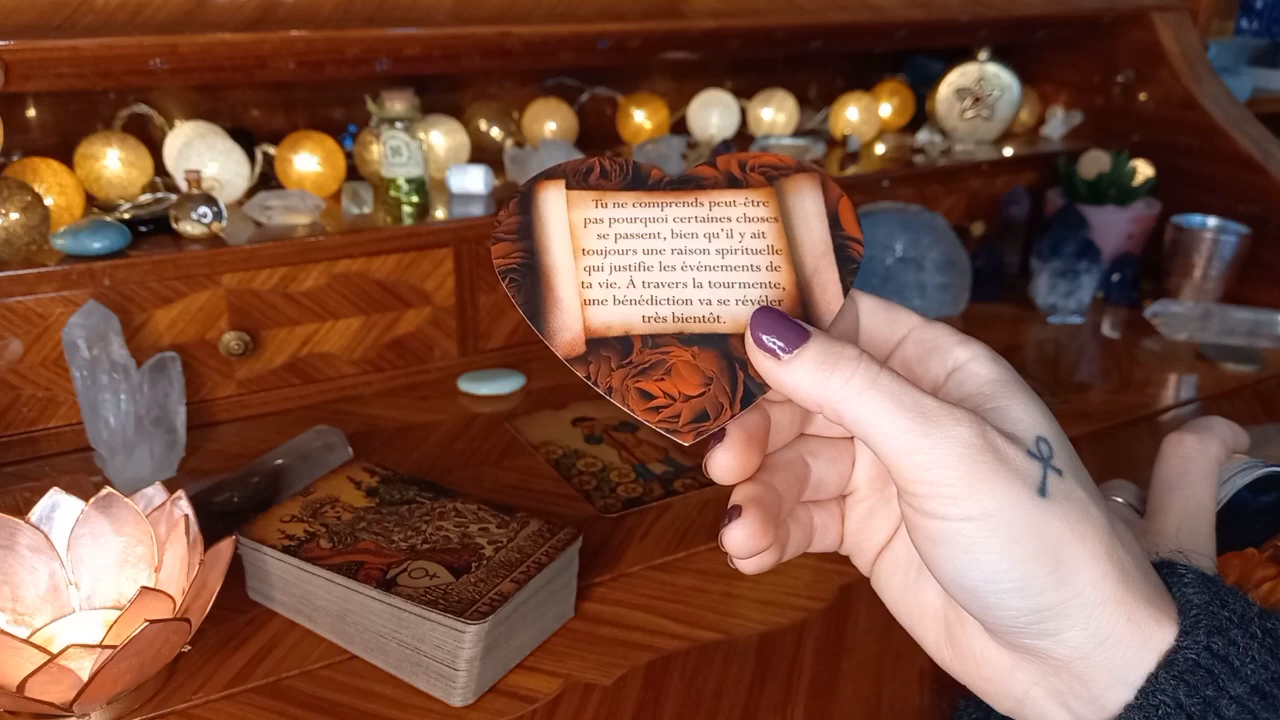 Tu ne comprends peut-être
pas pourquoi certaines choses
se passent, bien qu'il y ait
toujours une raison spirituelle
qui justifie les événements de
ta vie. À travers la tourmente,
une bénédiction va se révéler
très bientôt.